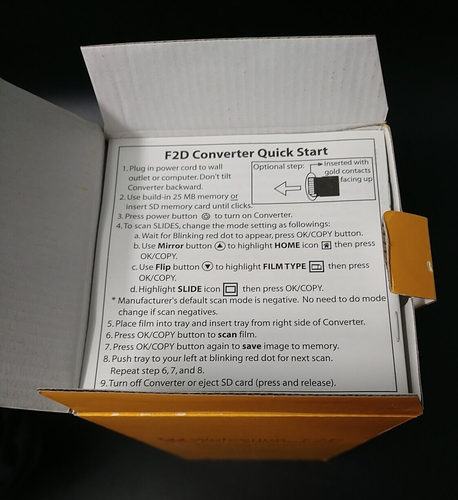 F2D Converter Quick Start
1. Plug in power cord to wall
outlet or computer. Don't tilt
Converter backward.
Optional step:
Inserted with
gold contacts
facing up
2. Use build-in 25 MB memory or
insert SD memory card until clicks.
3. Press power button to turn on Converter.
4. To scan SLIDES, change the mode setting as followings:
a. Wait for Blinking red dot to appear, press OK/COPY button.
b. Use Mirror button to highlight HOME icon then press
OK/COPY.
c. Use Flip button to highlight FILM TYPE then press
OK/COPY.
d. Highlight SLIDE icon then press OK/COPY.
* Manufacturer's default scan mode is negative. No need to do mode
change if scan negatives.
5. Place film into tray and insert tray from right side of Converter.
6. Press OK/COPY button to scan film.
7. Press OK/COPY button again to save image to memory.
8. Push tray to your left at blinking red dot for next scan.
Repeat step 6, 7, and 8.
9. Turn off Converter or eject SD card (press and release).